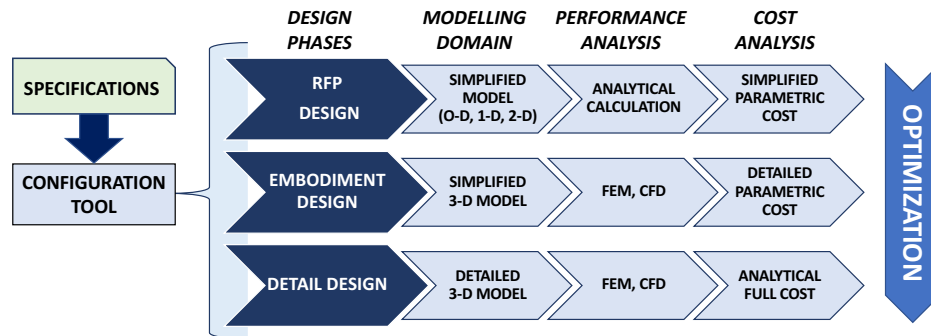 DESIGN
PHASES
MODELLING
DOMAIN
PERFORMANCE
ANALYSIS
COST
ANALYSIS
SPECIFICATIONS
CONFIGURATION
TOOL
RFP
DESIGN
SIMPLIFIED
MODEL
(O-D, 1-D, 2-D)
ANALYTICAL
CALCULATION
SIMPLIFIED
PARAMETRIC
COST
EMBODIMENT
DESIGN
SIMPLIFIED
3-D MODEL
FEM, CFD
DETAILED
PARAMETRIC
COST
DETAIL DESIGN
DETAILED
3-D MODEL
FEM, CFD
ANALYTICAL
FULL COST
OPTIMIZATION